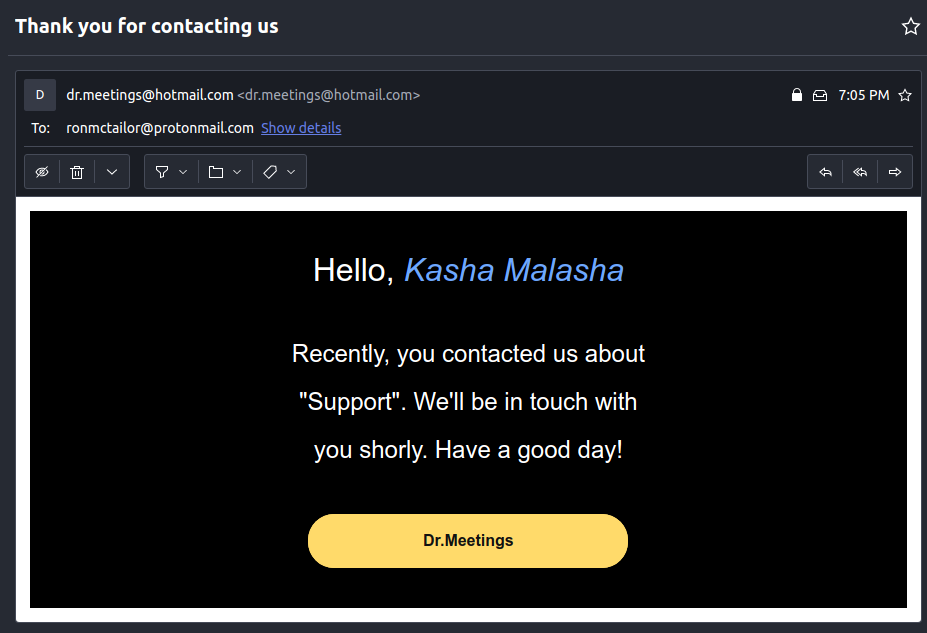 Thank you for contacting us
D
dr.meetings@hotmail.com <dr.meetings@hotmail.com>
7:05 PM
To: ronmctailor@protonmail.com Show details
Hello, Kasha Malasha
Recently, you contacted us about
"Support". We'll be in touch with
you shorly. Have a good day!
Dr.Meetings